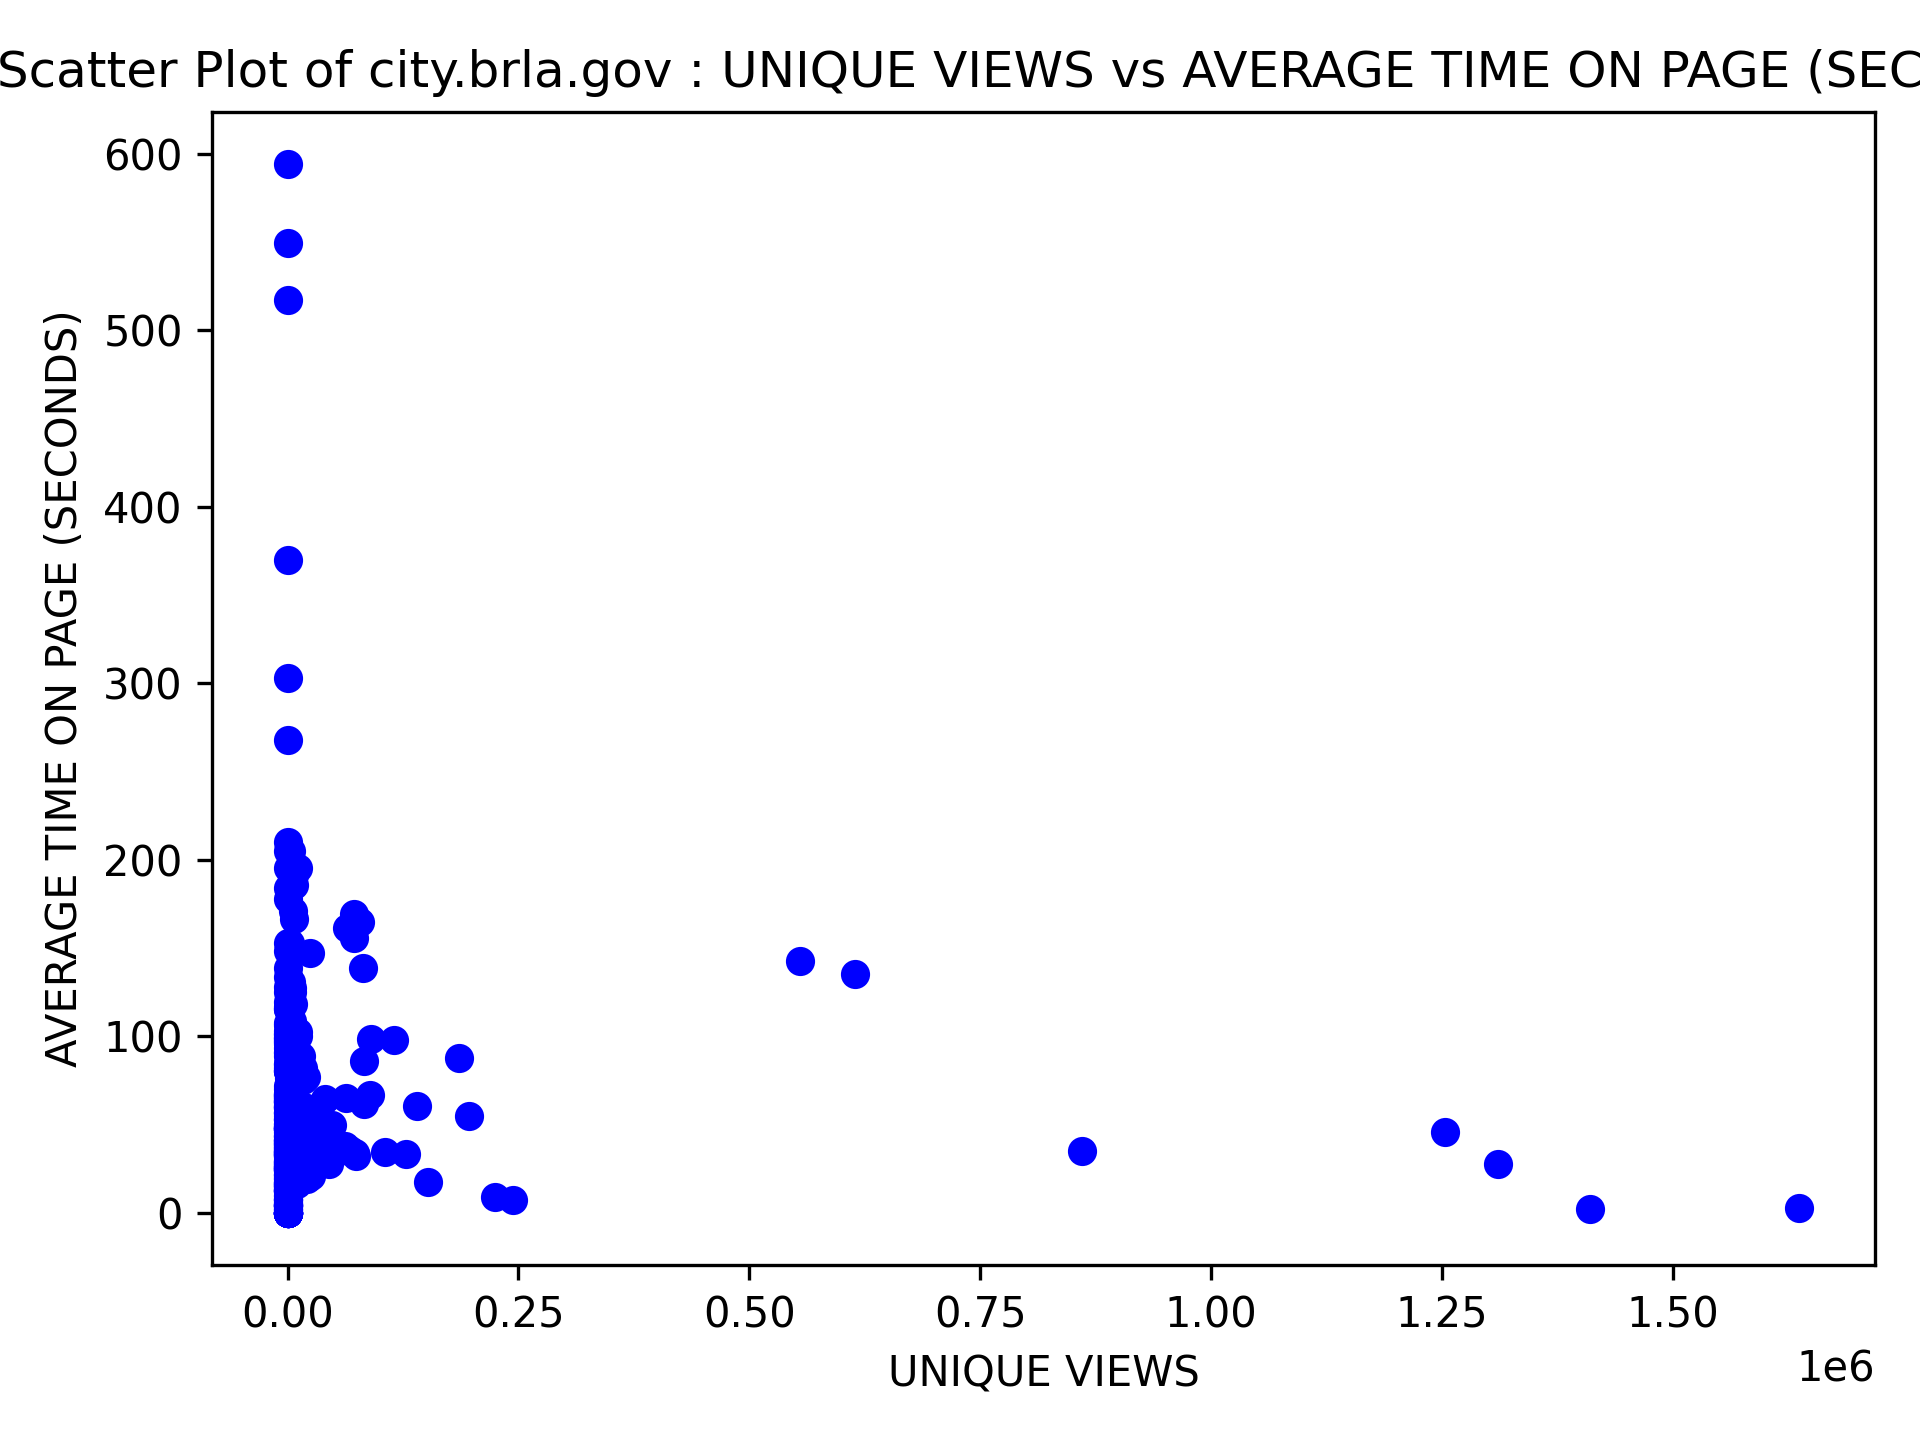 Scatter Plot of city.brla.gov : UNIQUE VIEWS vs AVERAGE TIME ON PAGE (SEC
600
500
400
300
200
100
0
AVERAGE TIME ON PAGE (SECONDS)
0.00 0.25 0.50 0.75 1.00 1.25 1.50
1e6
UNIQUE VIEWS